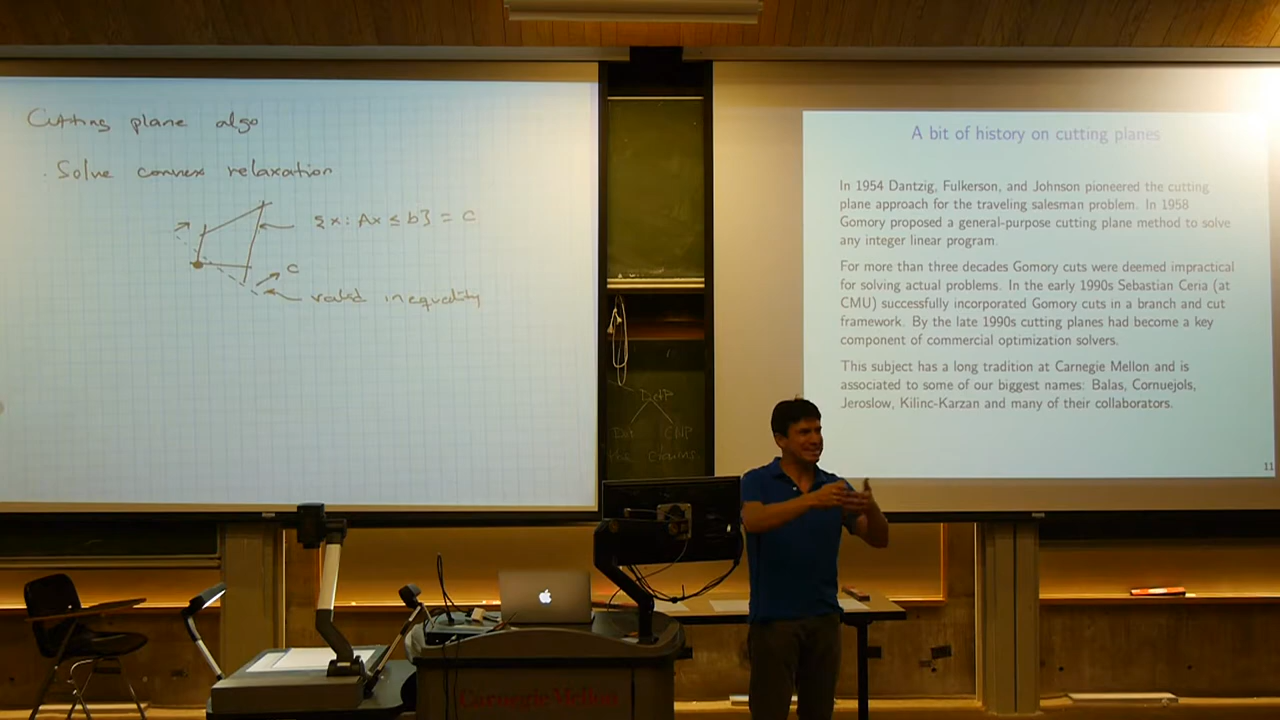 Cutting plane algo
. Solve convex relaxation
{x: Ax ≤ b} = C
C
valid inequality
A bit of history on cutting planes
In 1954 Dantzig, Fulkerson, and Johnson pioneered the cutting
plane approach for the traveling salesman problem. In 1958
Gomory proposed a general-purpose cutting plane method to solve
any integer linear program.
For more than three decades Gomory cuts were deemed impractical
for solving actual problems. In the early 1990s Sebastian Ceria (at
CMU) successfully incorporated Gomory cuts in a branch and cut
framework. By the late 1990s cutting planes had become a key
component of commercial optimization solvers.
This subject has a long tradition at Carnegie Mellon and is
associated to some of our biggest names: Balas, Cornuejols,
Jeroslow, Kilinc-Karzan and many of their collaborators.
11
DetP
CNP
Carnegie Mellon